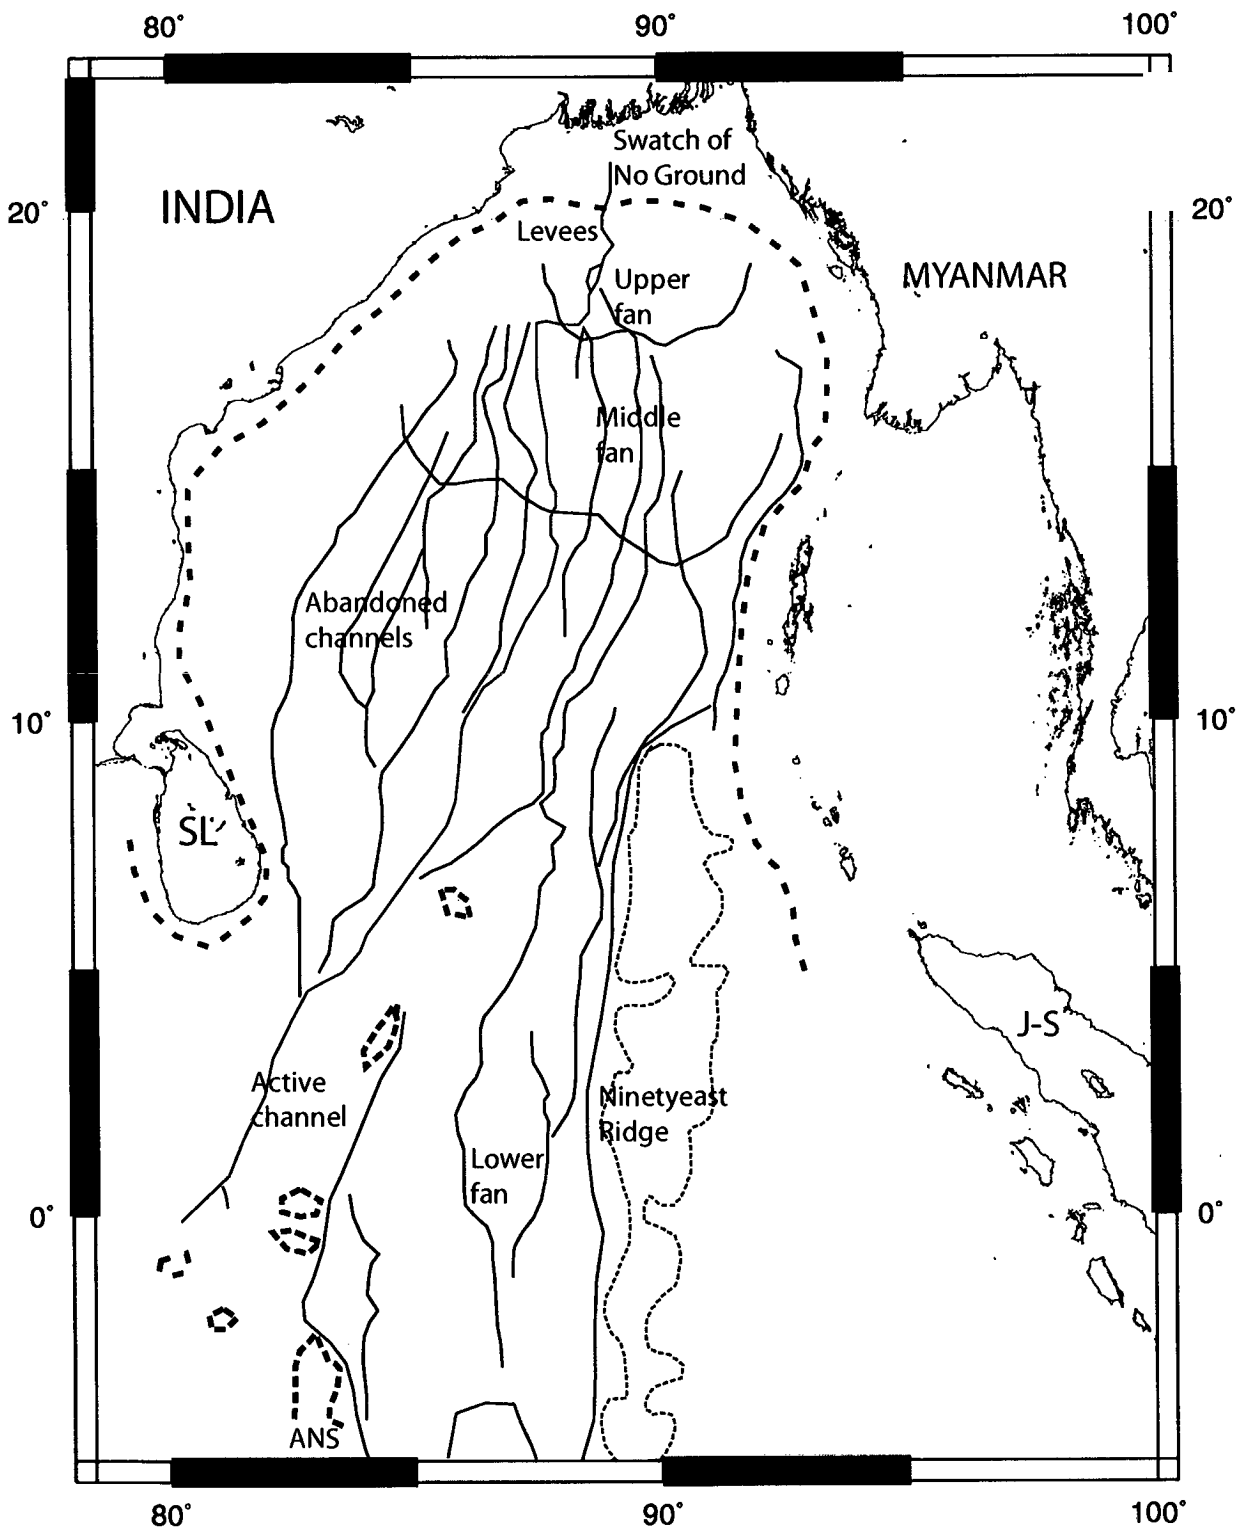 80° 90° 100°
Swatch of
No Ground
INDIA
20° 20°
Levees
MYANMAR
Upper
fan
Middle
fan
Abandoned
channels
10° 10°
SL
J-S
Active
channel
Ninetyeast
Ridge
Lower
fan
0° 0°
ANS
80° 90° 100°